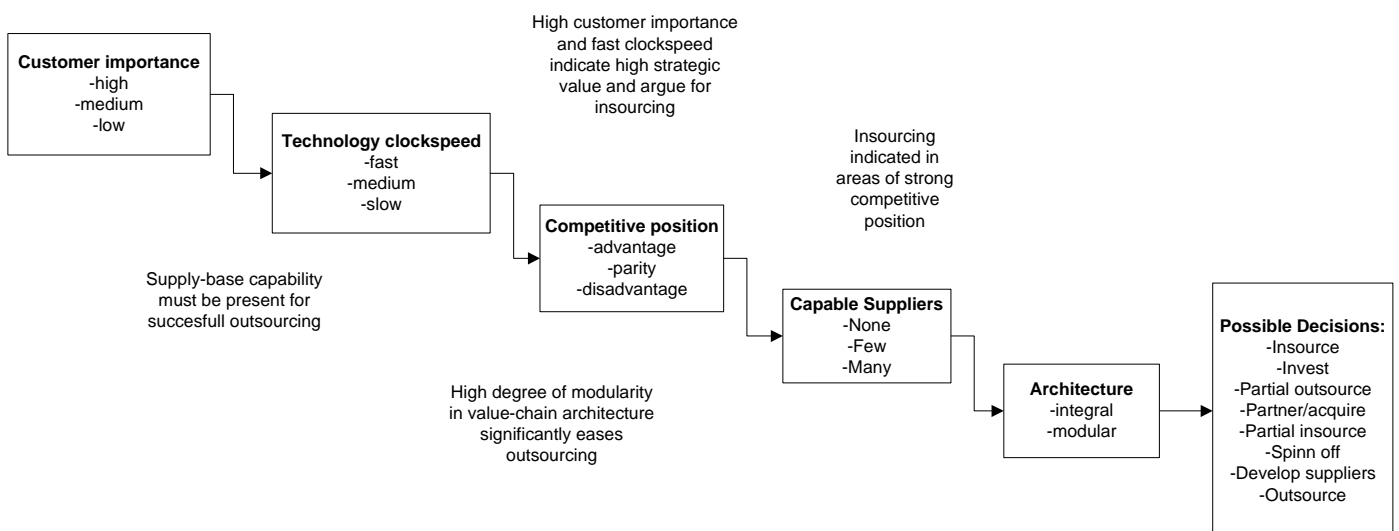 Customer importance
-high
-medium
-low
High customer importance
and fast clockspeed
indicate high strategic
value and argue for
insourcing
Technology clockspeed
-fast
-medium
-slow
Insourcing
indicated in
areas of strong
competitive
position
Competitive position
-advantage
-parity
-disadvantage
Supply-base capability
must be present for
succesfull outsourcing
Capable Suppliers
-None
-Few
-Many
High degree of modularity
in value-chain architecture
significantly eases
outsourcing
Architecture
-integral
-modular
Possible Decisions:
-Insource
-Invest
-Partial outsource
-Partner/acquire
-Partial insource
-Spinn off
-Develop suppliers
-Outsource